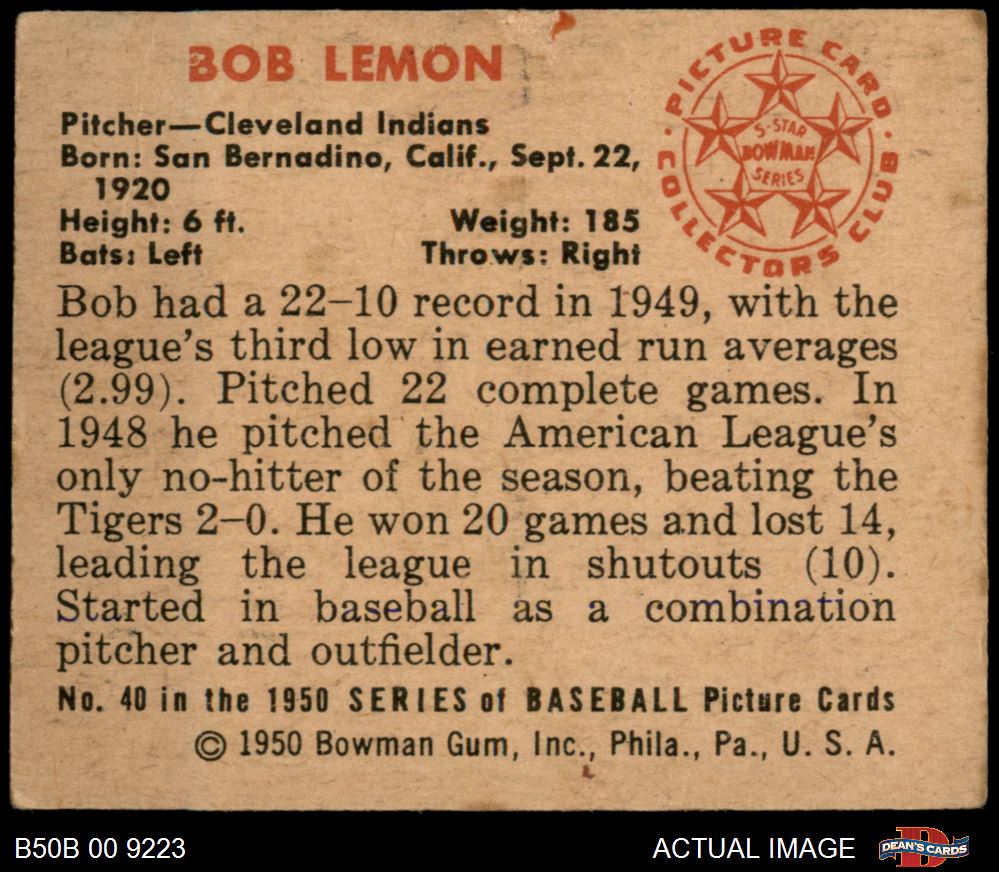 BOB LEMON
Pitcher—Cleveland Indians
Born: San Bernadino, Calif., Sept. 22,
1920
Height: 6 ft. Weight: 185
Bats: Left Throws: Right
PICTURE CARD
COLLECTORS CLUB
5-STAR
BOWMAN
SERIES
Bob had a 22–10 record in 1949, with the
league's third low in earned run averages
(2.99). Pitched 22 complete games. In
1948 he pitched the American League's
only no-hitter of the season, beating the
Tigers 2–0. He won 20 games and lost 14,
leading the league in shutouts (10).
Started in baseball as a combination
pitcher and outfielder.
No. 40 in the 1950 SERIES of BASEBALL Picture Cards
© 1950 Bowman Gum, Inc., Phila., Pa., U. S. A.
B50B 00 9223
ACTUAL IMAGE
D
DEAN'S CARDS